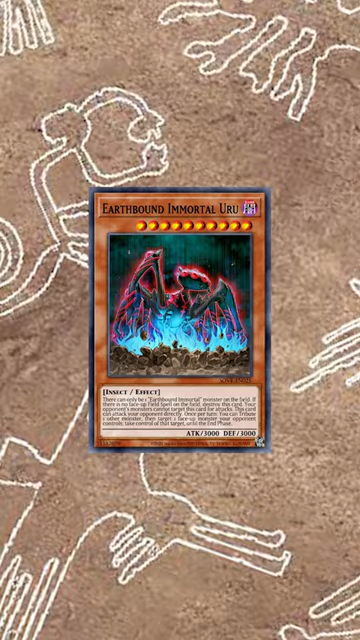 Earthbound Immortal Uru
[Insect / Effect]
There can only be 1 "Earthbound Immortal" monster on the field. If
there is no face-up Field Spell on the field, destroy this card. Your
opponent's monsters cannot target this card for attacks. This card
can attack your opponent directly. Once per turn: You can Tribute
1 other monster, then target 1 face-up monster your opponent
controls; take control of that target, until the End Phase.
ATK/3000 DEF/3000